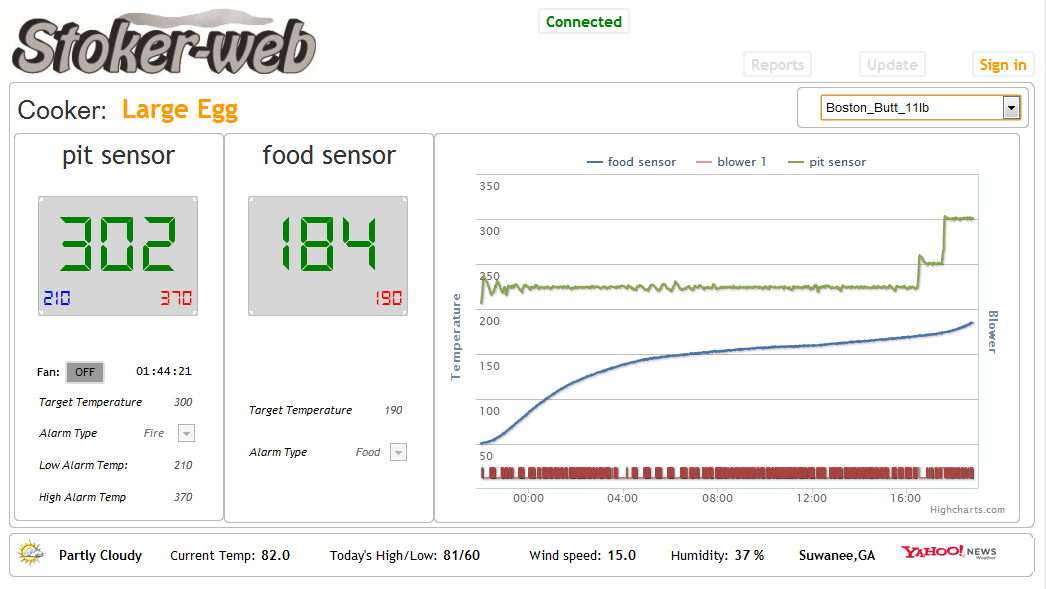 Stoker-web
Connected
Reports Update Sign in
Cooker: Large Egg
Boston_Butt_11lb
pit sensor
302
210 370
Fan: OFF 01:44:21
Target Temperature 300
Alarm Type Fire
Low Alarm Temp: 210
High Alarm Temp 370
food sensor
184
190
Target Temperature 190
Alarm Type Food
food sensor blower 1 pit sensor
Temperature
350
300
250
200
150
100
50
Blower
00:00 04:00 08:00 12:00 16:00
Highcharts.com
Partly Cloudy Current Temp: 82.0 Today's High/Low: 81/60 Wind speed: 15.0 Humidity: 37 % Suwanee,GA YAHOO! NEWS
Weather